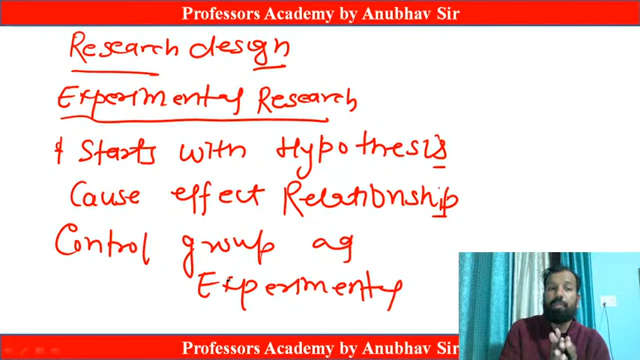 Professors Academy by Anubhav Sir
Research design
Experimental Research
Starts with Hypothesis
Cause effect Relationship
Control group ag
Experimental
Professors Academy by Anubhav Sir